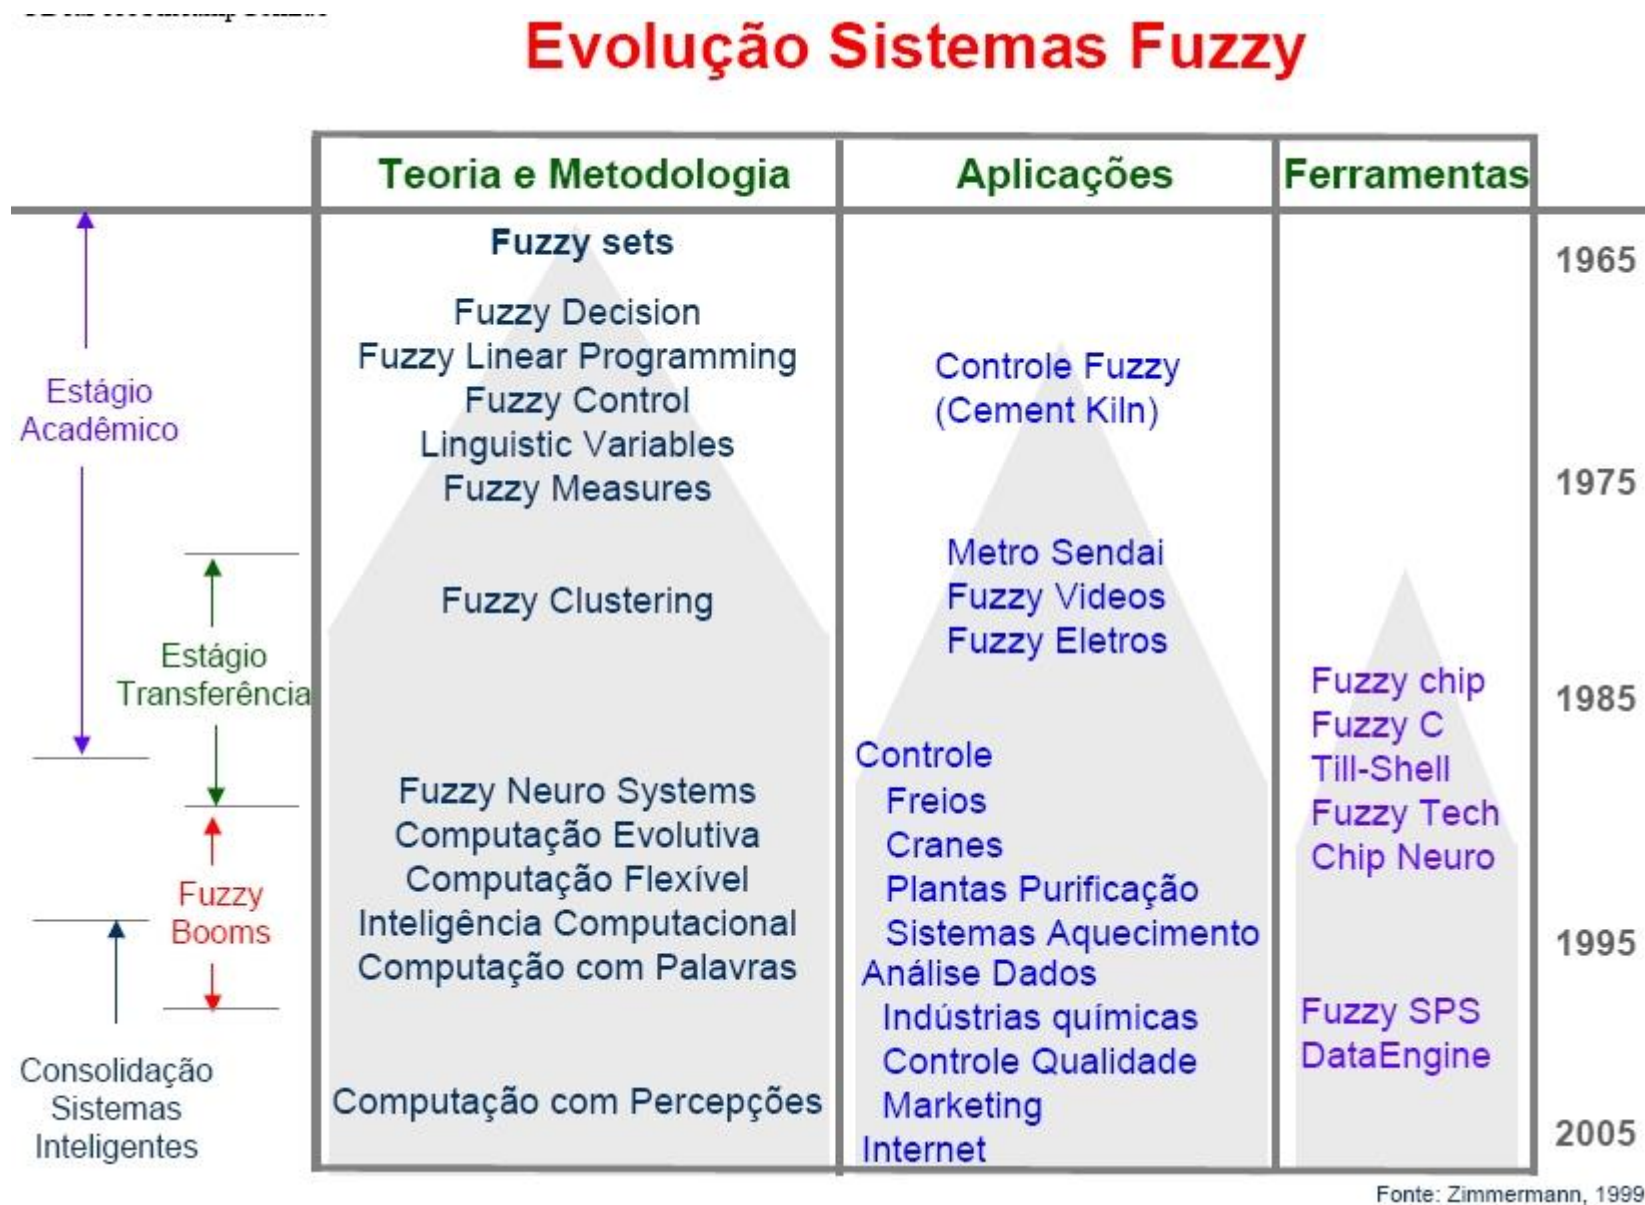 Evolução Sistemas Fuzzy
Teoria e Metodologia
Aplicações
Ferramentas
Estágio
Acadêmico
Estágio
Transferência
Fuzzy
Booms
Consolidação
Sistemas
Inteligentes
Fuzzy sets
Fuzzy Decision
Fuzzy Linear Programming
Fuzzy Control
Linguistic Variables
Fuzzy Measures
Fuzzy Clustering
Fuzzy Neuro Systems
Computação Evolutiva
Computação Flexível
Inteligência Computacional
Computação com Palavras
Computação com Percepções
Controle Fuzzy
(Cement Kiln)
Metro Sendai
Fuzzy Videos
Fuzzy Eletros
Controle
Freios
Cranes
Plantas Purificação
Sistemas Aquecimento
Análise Dados
Indústrias químicas
Controle Qualidade
Marketing
Internet
Fuzzy chip
Fuzzy C
Till-Shell
Fuzzy Tech
Chip Neuro
Fuzzy SPS
DataEngine
1965
1975
1985
1995
2005
Fonte: Zimmermann, 1999